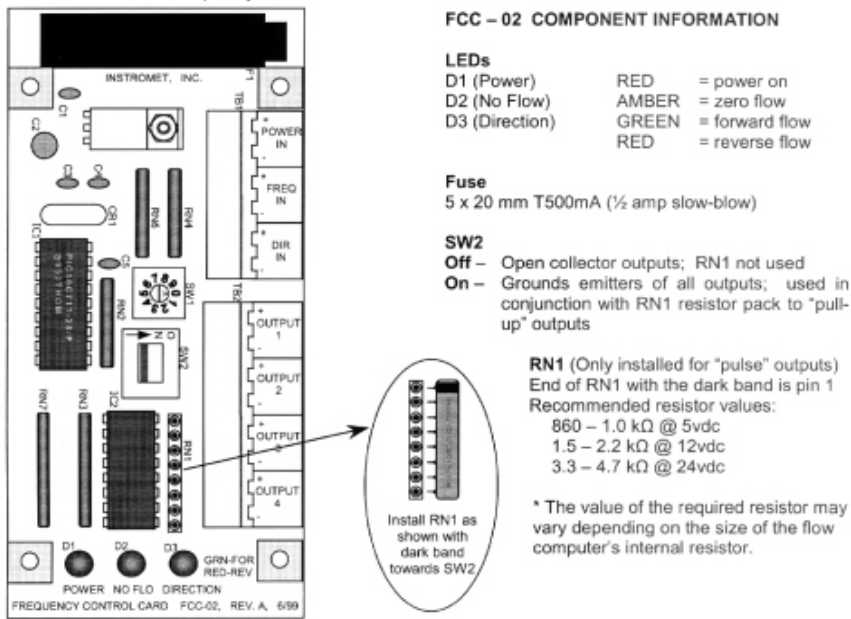 INSTROMET, INC.
F1
C1
C2
TB1
+
POWER
IN
-
+
FREQ
IN
-
+
DIR
IN
-
C3
C4
CR1
RN6
RN4
IC1
C5
RN2
SW1
TB2
O N
SW2
+
OUTPUT
1
-
+
OUTPUT
2
-
+
OUTPUT
-
+
OUTPUT
4
-
RN7
RN3
IC2
RN1
D1
D2
D3
GRN-FOR
RED-REV
POWER NO FLO DIRECTION
FREQUENCY CONTROL CARD FCC-02, REV. A, 6/99
Install RN1 as
shown with
dark band
towards SW2
FCC – 02 COMPONENT INFORMATION
LEDs
D1 (Power) RED = power on
D2 (No Flow) AMBER = zero flow
D3 (Direction) GREEN = forward flow
RED = reverse flow
Fuse
5 x 20 mm T500mA (½ amp slow-blow)
SW2
Off – Open collector outputs; RN1 not used
On – Grounds emitters of all outputs; used in
conjunction with RN1 resistor pack to “pull-
up” outputs
RN1 (Only installed for “pulse” outputs)
End of RN1 with the dark band is pin 1
Recommended resistor values:
860 – 1.0 kΩ @ 5vdc
1.5 – 2.2 kΩ @ 12vdc
3.3 – 4.7 kΩ @ 24vdc
* The value of the required resistor may
vary depending on the size of the flow
computer's internal resistor.